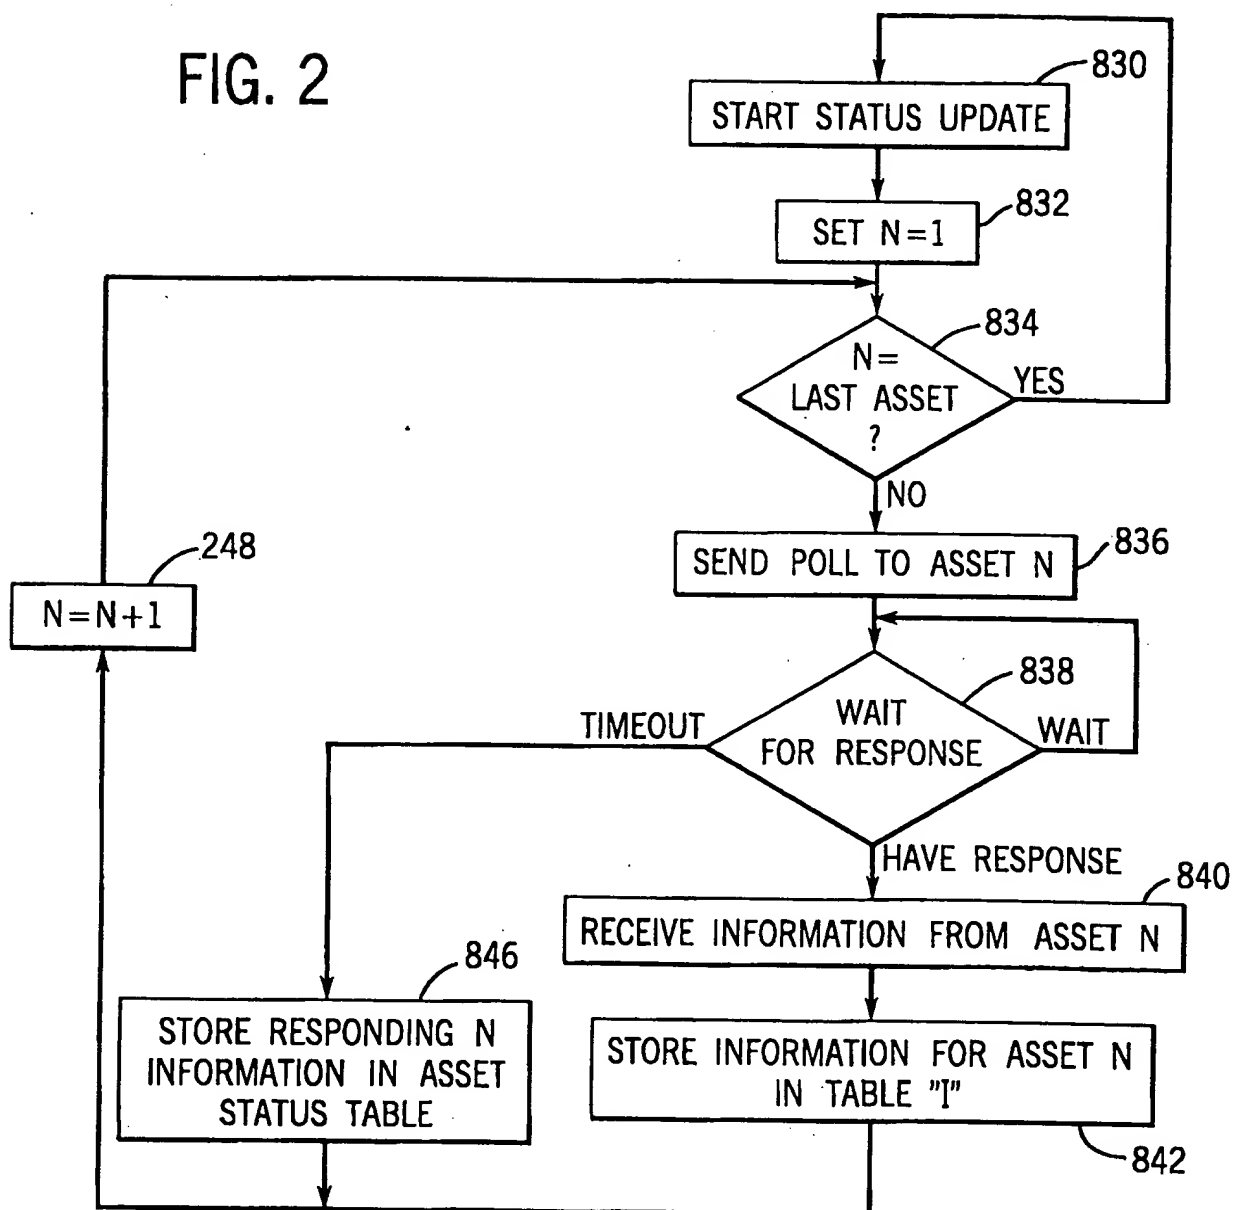 FIG. 2
830
START STATUS UPDATE
832
SET N=1
834
N=
LAST ASSET
?
YES
NO
248
N=N+1
836
SEND POLL TO ASSET N
838
TIMEOUT
WAIT
FOR RESPONSE
WAIT
HAVE RESPONSE
840
RECEIVE INFORMATION FROM ASSET N
846
STORE RESPONDING N
INFORMATION IN ASSET
STATUS TABLE
STORE INFORMATION FOR ASSET N
IN TABLE "I"
842